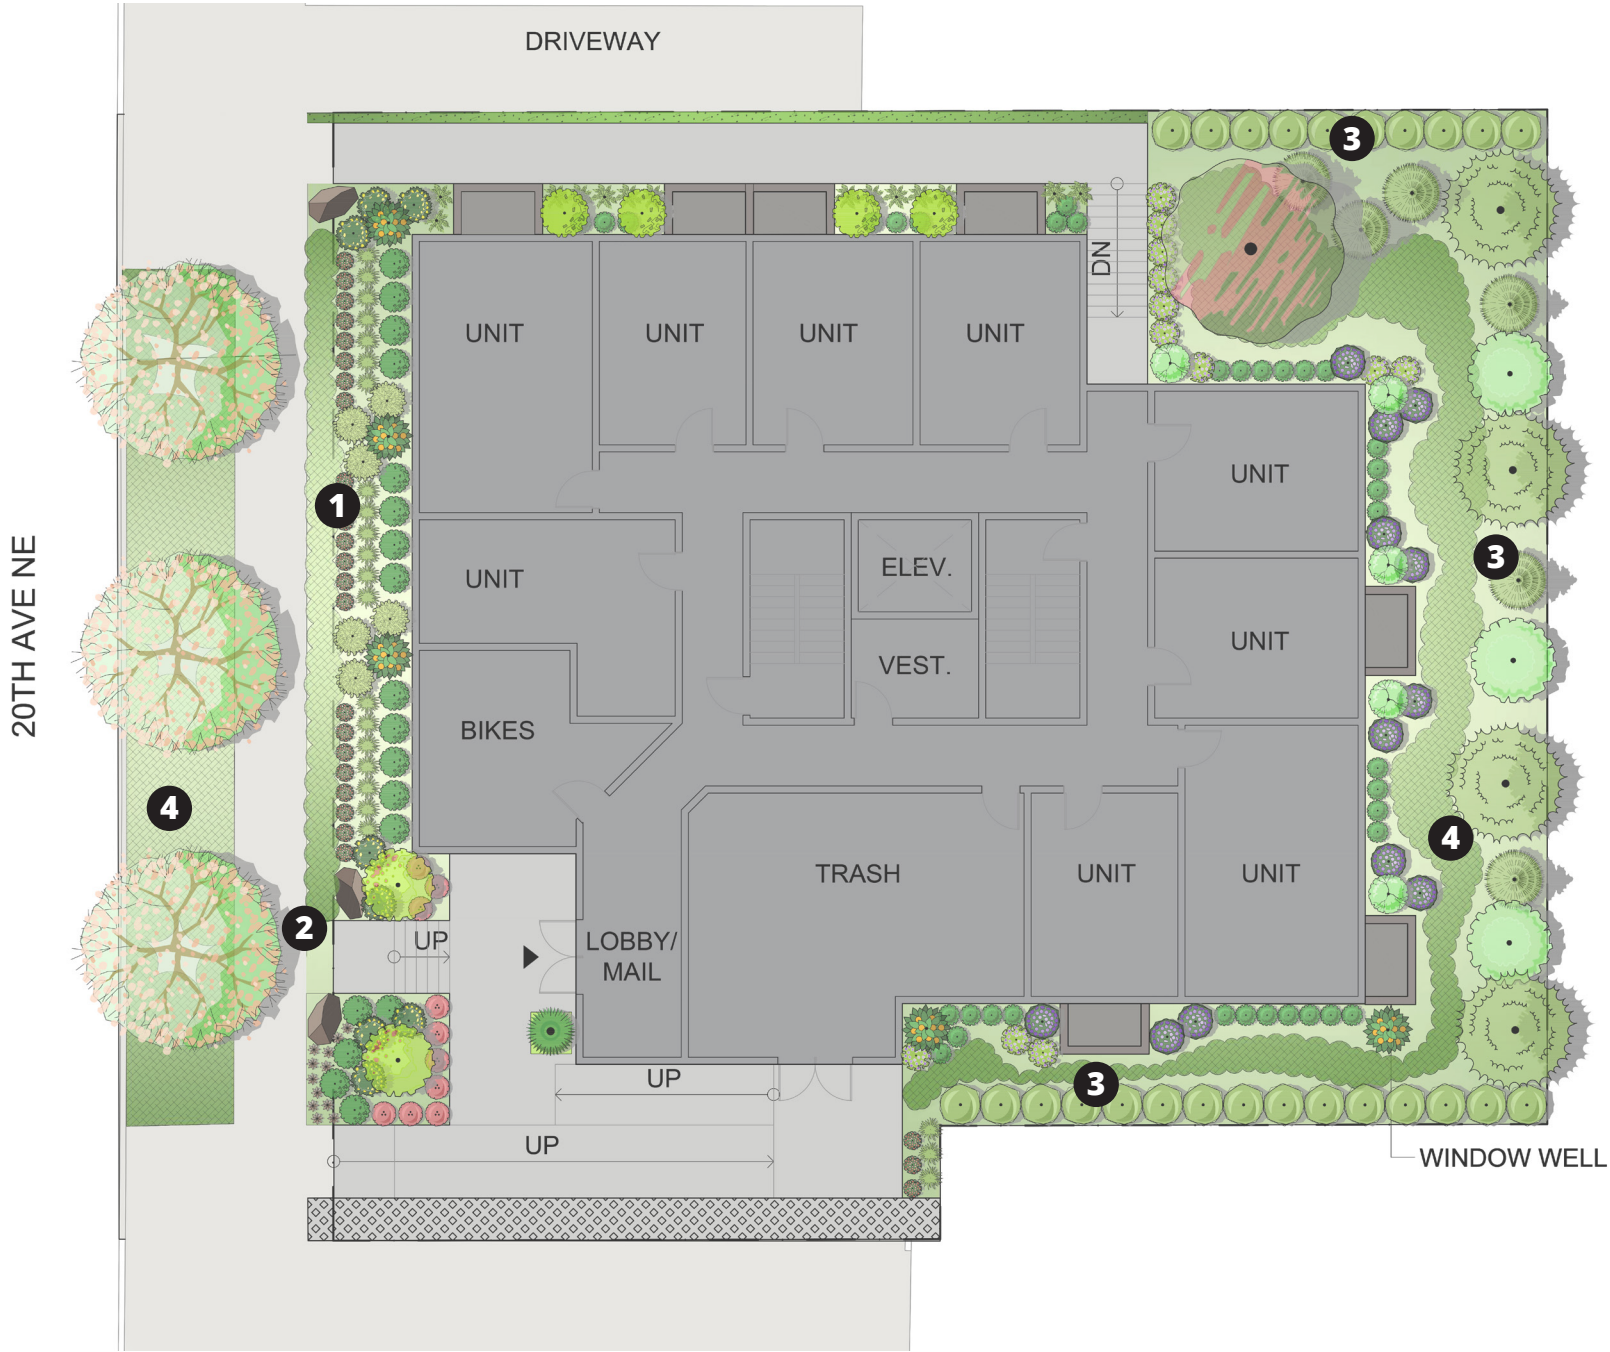 DRIVEWAY
3
DN
UNIT
UNIT
UNIT
UNIT
UNIT
1
20TH AVE NE
UNIT
ELEV.
3
UNIT
VEST.
BIKES
4
4
TRASH
UNIT
UNIT
2
UP
LOBBY/
MAIL
UP
3
UP
WINDOW WELL